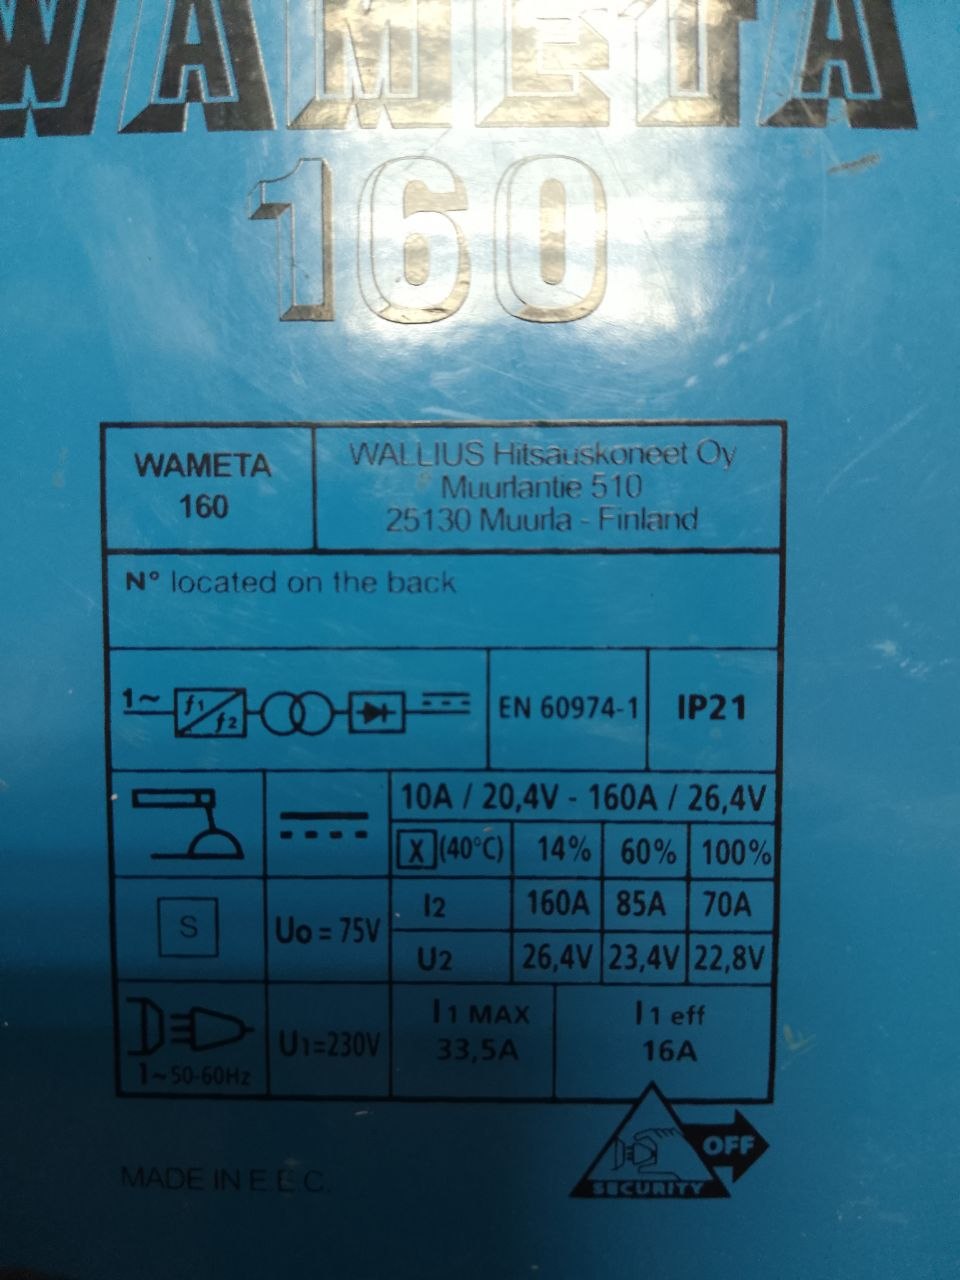 WAMETA
160
WAMETA
160
WALLIUS Hitsauskoneet Oy
Muurlantie 510
25130 Muurla - Finland
N° located on the back
1~ f1 f2
EN 60974-1
IP21
10A / 20,4V - 160A / 26,4V
X (40°C) 14% 60% 100%
S
U0 = 75V
I2 160A 85A 70A
U2 26,4V 23,4V 22,8V
1~50-60Hz
U1=230V
I1 MAX
33,5A
I1 eff
16A
OFF
SECURITY
MADE IN E.E.C.